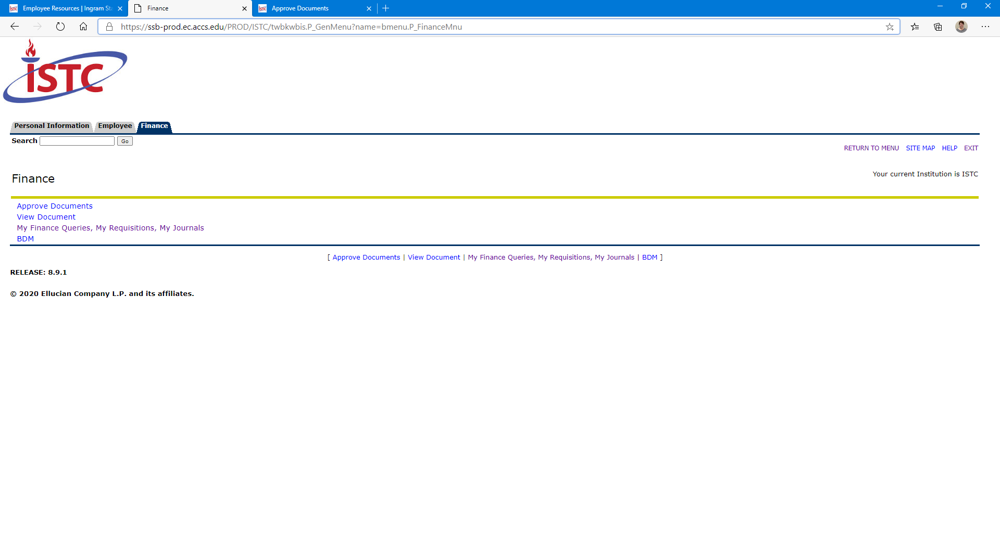 Employee Resources | Ingram St
Finance
Approve Documents
https://ssb-prod.ec.accs.edu/PROD/ISTC/twbkwbis.P_GenMenu?name=bmenu.P_FinanceMnu
ISTC
Personal Information Employee Finance
Search Go
RETURN TO MENU SITE MAP HELP EXIT
Finance
Your current Institution is ISTC
Approve Documents
View Document
My Finance Queries, My Requisitions, My Journals
BDM
[ Approve Documents | View Document | My Finance Queries, My Requisitions, My Journals | BDM ]
RELEASE: 8.9.1
© 2020 Ellucian Company L.P. and its affiliates.